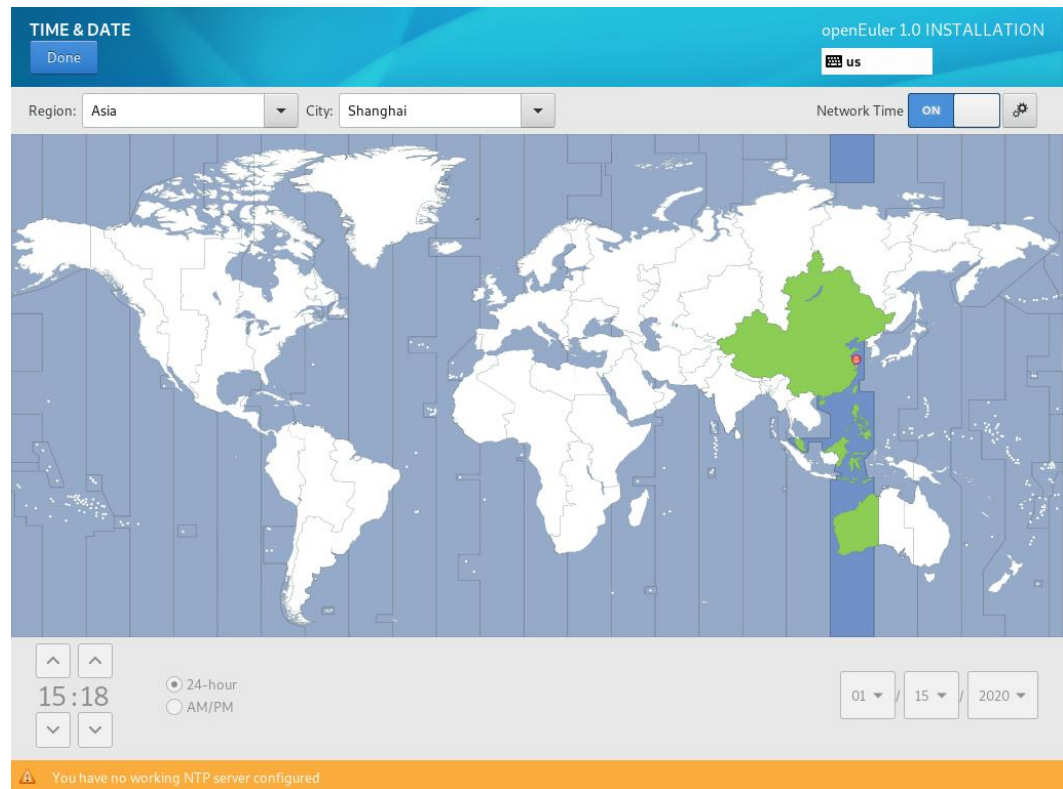 TIME & DATE
openEuler 1.0 INSTALLATION
Done
us
Region: Asia City: Shanghai Network Time ON
15:18
24-hour
AM/PM
01 / 15 / 2020
You have no working NTP server configured